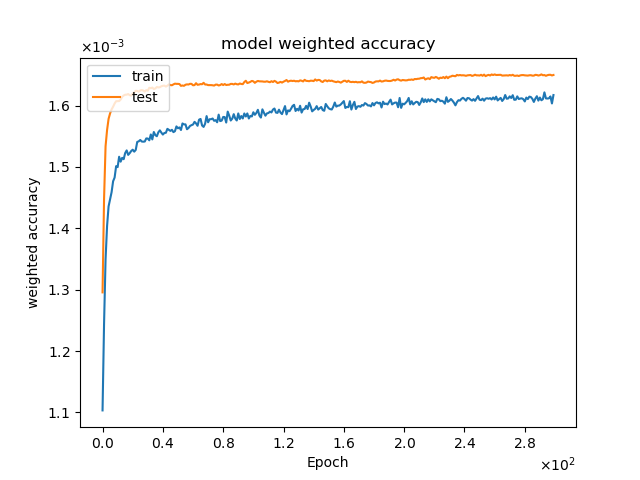 model weighted accuracy
×10⁻³
train
test
1.6
1.5
1.4
1.3
1.2
1.1
weighted accuracy
0.0 0.4 0.8 1.2 1.6 2.0 2.4 2.8
Epoch
×10²